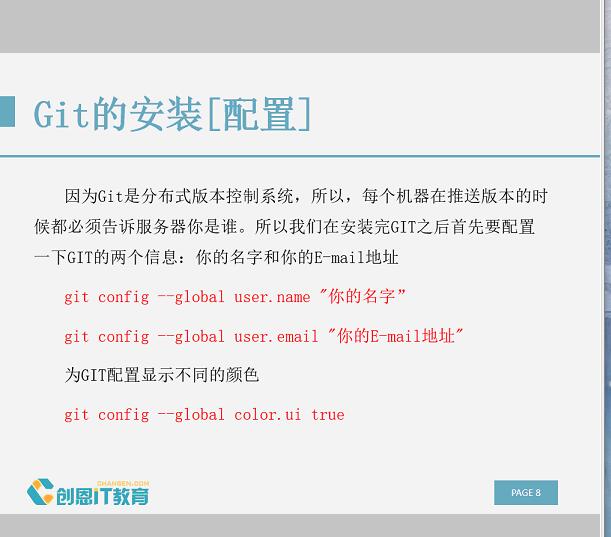 Git的安装[配置]
因为Git是分布式版本控制系统，所以，每个机器在推送版本的时
候都必须告诉服务器你是谁。所以我们在安装完GIT之后首先要配置
一下GIT的两个信息：你的名字和你的E-mail地址
git config --global user.name "你的名字”
git config --global user.email "你的E-mail地址"
为GIT配置显示不同的颜色
git config --global color.ui true
CHANGEN.COM
创恩IT教育
PAGE 8